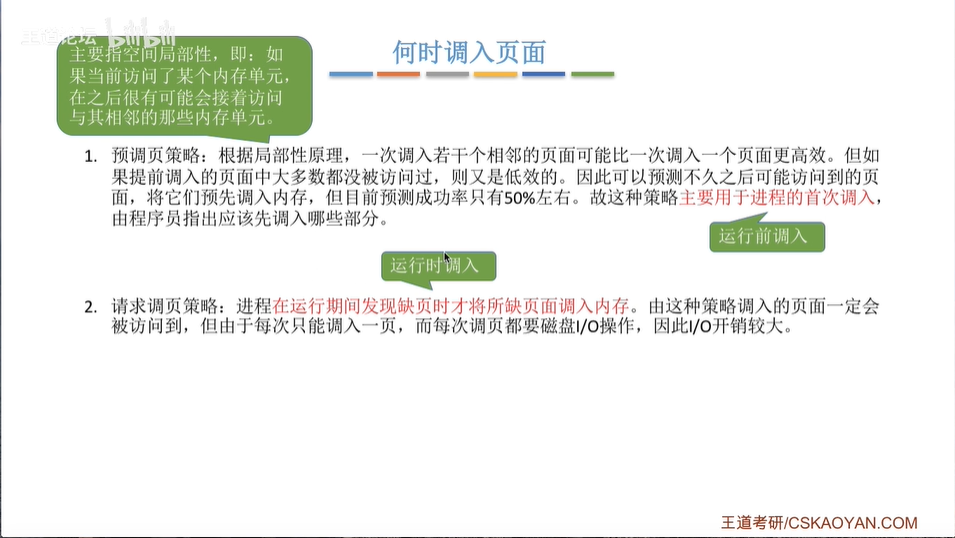 王道论坛 bilibili
何时调入页面
主要指空间局部性，即：如
果当前访问了某个内存单元，
在之后很有可能会接着访问
与其相邻的那些内存单元。
1. 预调页策略：根据局部性原理，一次调入若干个相邻的页面可能比一次调入一个页面更高效。但如
果提前调入的页面中大多数都没被访问过，则又是低效的。因此可以预测不久之后可能访问到的页
面，将它们预先调入内存，但目前预测成功率只有50%左右。故这种策略主要用于进程的首次调入，
由程序员指出应该先调入哪些部分。
运行前调入
运行时调入
2. 请求调页策略：进程在运行期间发现缺页时才将所缺页面调入内存。由这种策略调入的页面一定会
被访问到，但由于每次只能调入一页，而每次调页都要磁盘I/O操作，因此I/O开销较大。
王道考研/CSKAOYAN.COM